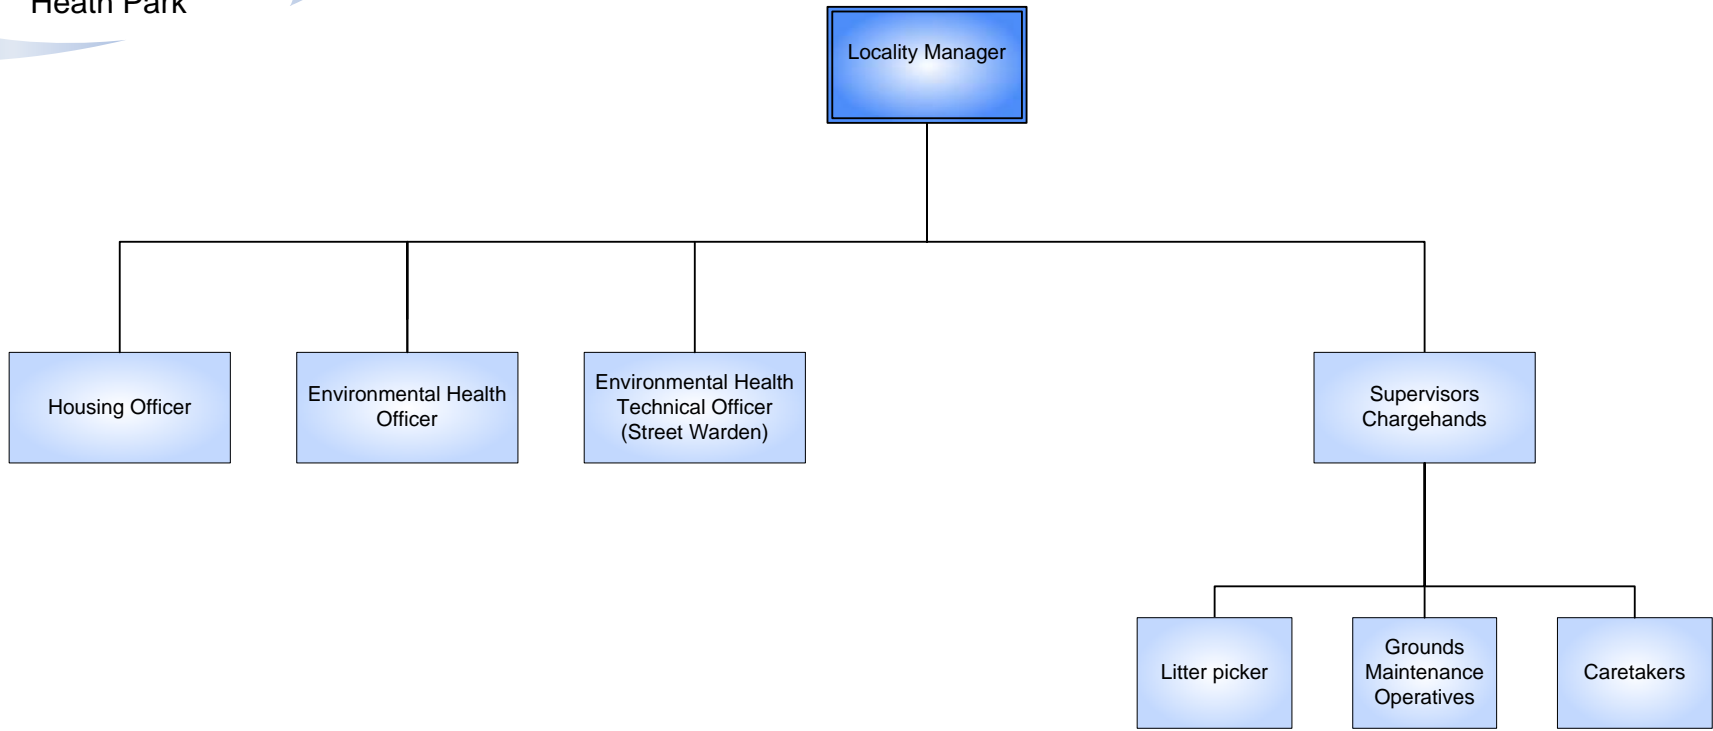 Heath Park
Locality Manager
Housing Officer
Environmental Health
Officer
Environmental Health
Technical Officer
(Street Warden)
Supervisors
Chargehands
Litter picker
Grounds
Maintenance
Operatives
Caretakers